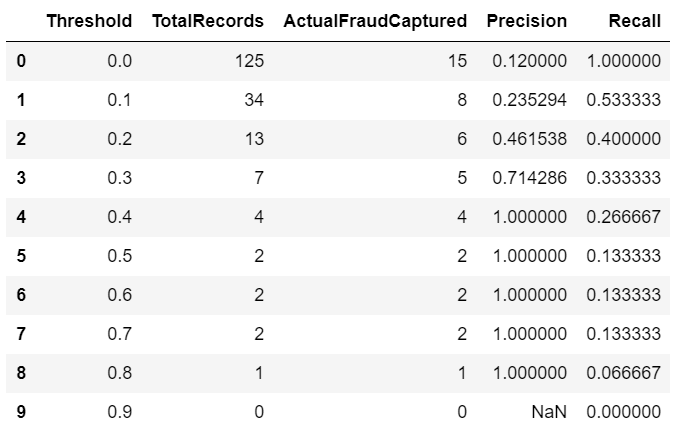 Threshold TotalRecords ActualFraudCaptured Precision Recall
0 0.0 125 15 0.120000 1.000000
1 0.1 34 8 0.235294 0.533333
2 0.2 13 6 0.461538 0.400000
3 0.3 7 5 0.714286 0.333333
4 0.4 4 4 1.000000 0.266667
5 0.5 2 2 1.000000 0.133333
6 0.6 2 2 1.000000 0.133333
7 0.7 2 2 1.000000 0.133333
8 0.8 1 1 1.000000 0.066667
9 0.9 0 0 NaN 0.000000